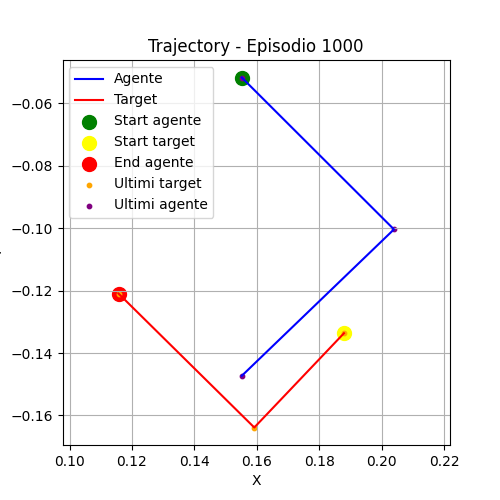 Trajectory - Episodio 1000
Agente
Target
Start agente
Start target
End agente
Ultimi target
Ultimi agente
−0.06
−0.08
−0.10
−0.12
−0.14
−0.16
0.10 0.12 0.14 0.16 0.18 0.20 0.22
X